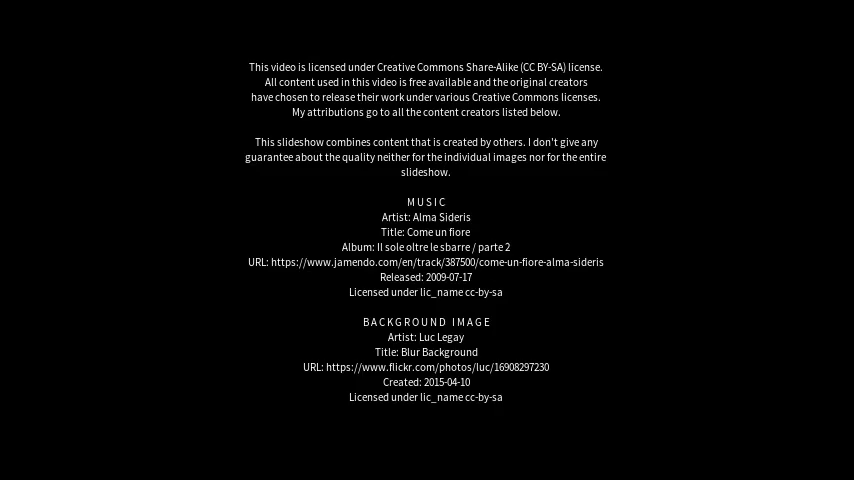 This video is licensed under Creative Commons Share-Alike (CC BY-SA) license.
All content used in this video is free available and the original creators
have chosen to release their work under various Creative Commons licenses.
My attributions go to all the content creators listed below.
This slideshow combines content that is created by others. I don't give any
guarantee about the quality neither for the individual images nor for the entire
slideshow.
MUSIC
Artist: Alma Sideris
Title: Come un fiore
Album: Il sole oltre le sbarre / parte 2
URL: https://www.jamendo.com/en/track/387500/come-un-fiore-alma-sideris
Released: 2009-07-17
Licensed under lic_name cc-by-sa
BACKGROUND IMAGE
Artist: Luc Legay
Title: Blur Background
URL: https://www.flickr.com/photos/luc/16908297230
Created: 2015-04-10
Licensed under lic_name cc-by-sa